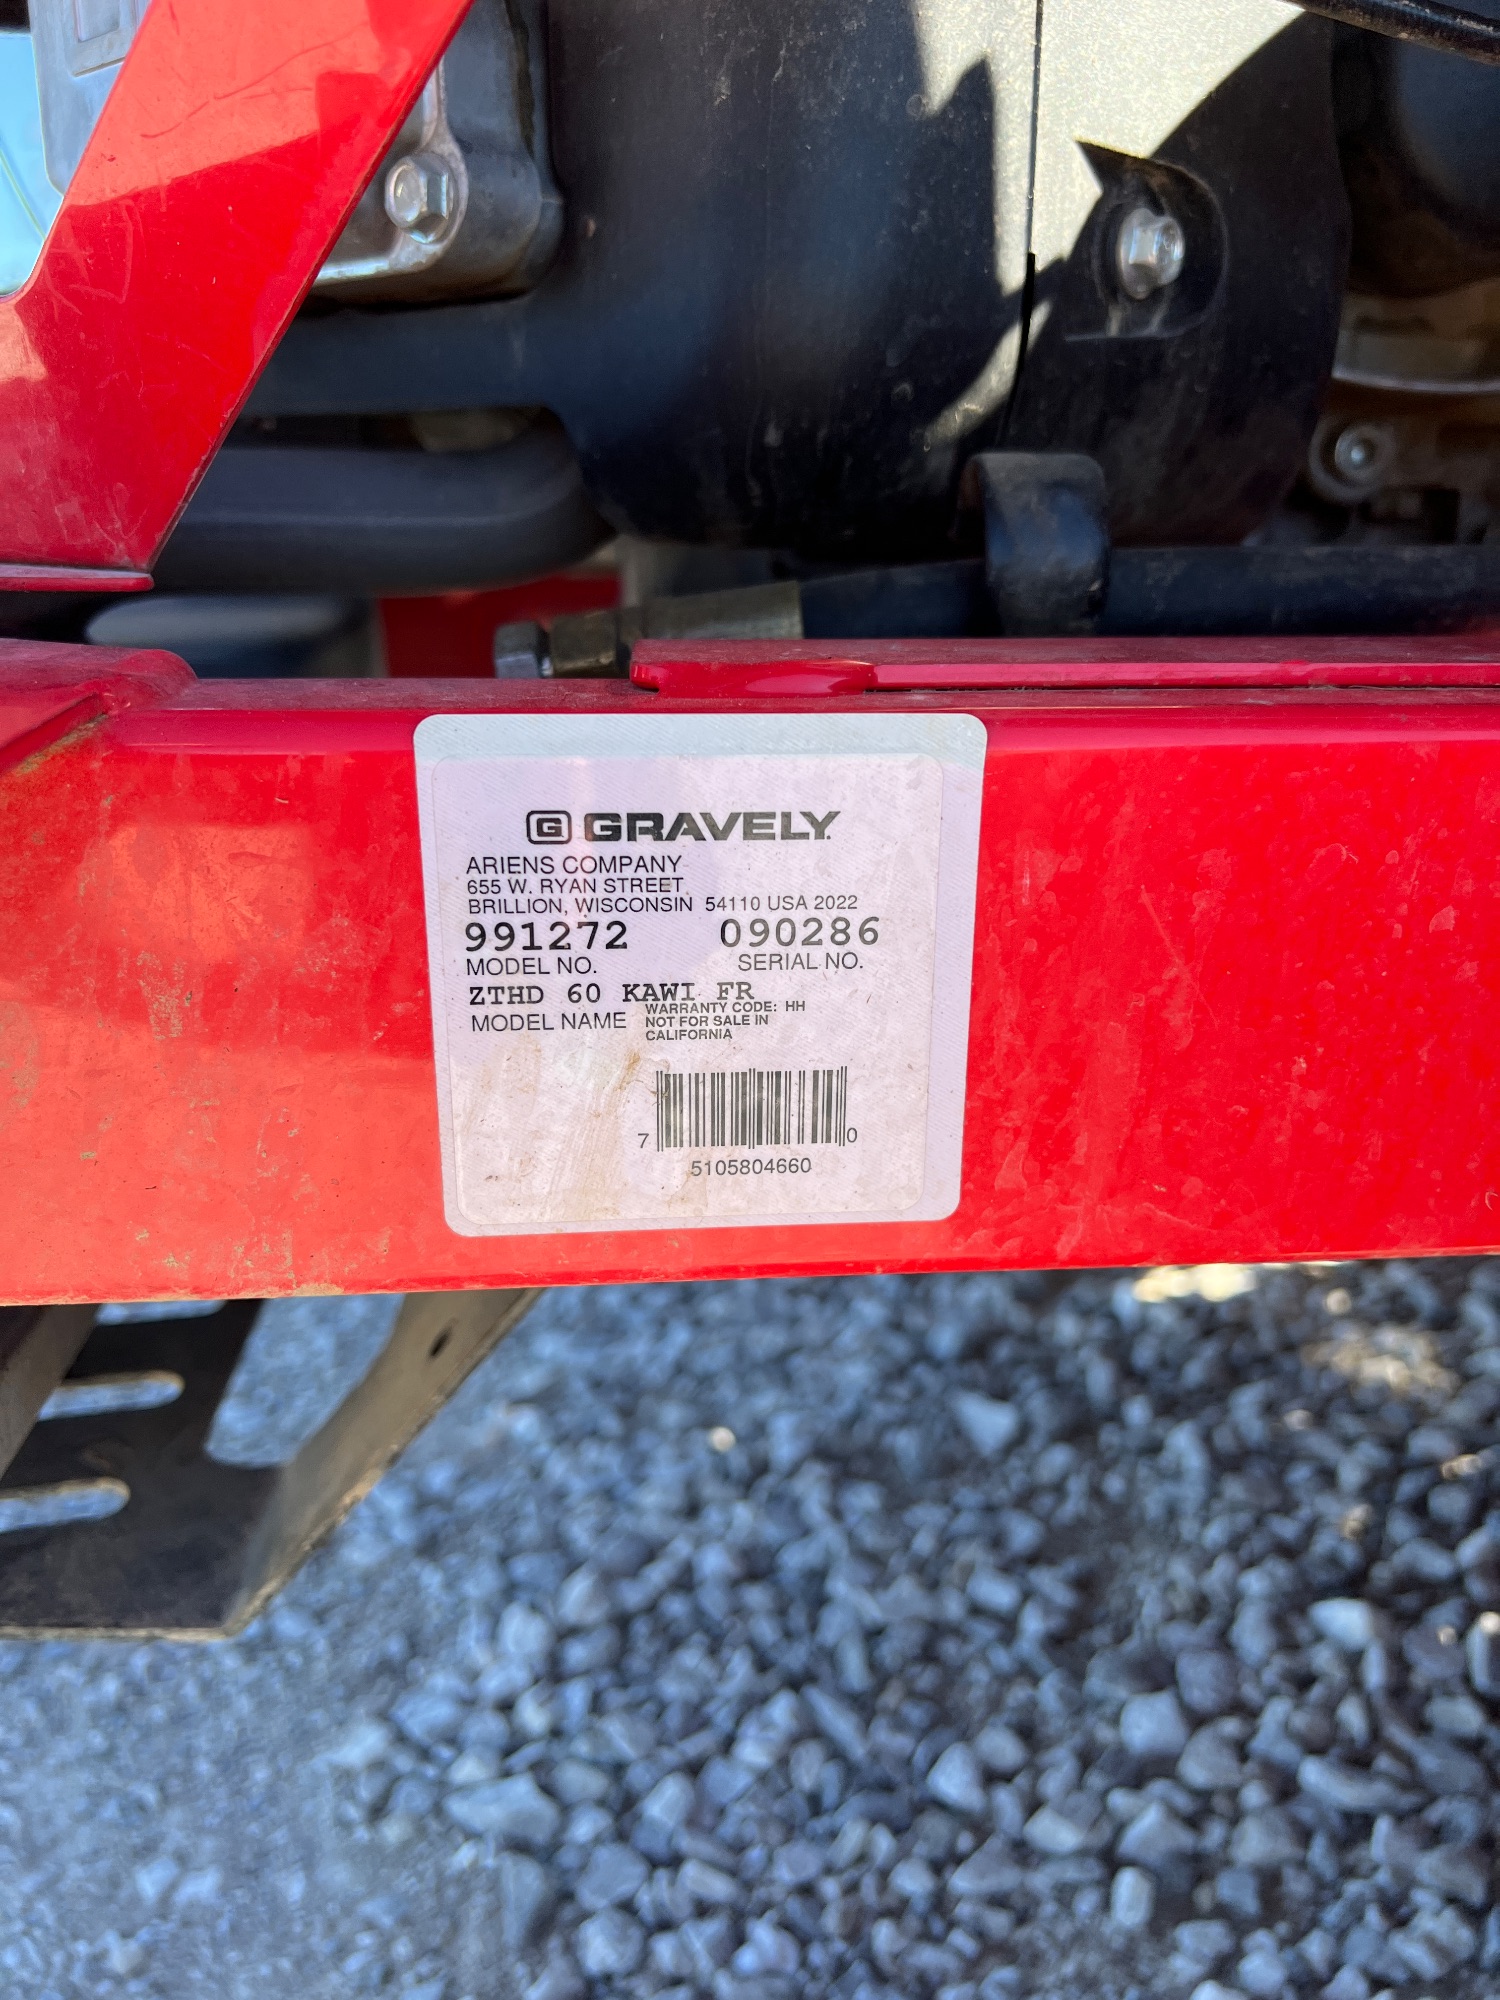 G GRAVELY
ARIENS COMPANY
655 W. RYAN STREET
BRILLION, WISCONSIN 54110 USA 2022
991272 090286
MODEL NO. SERIAL NO.
ZTHD 60 KAWI FR
MODEL NAME WARRANTY CODE: HH
NOT FOR SALE IN
CALIFORNIA
7 0
5105804660